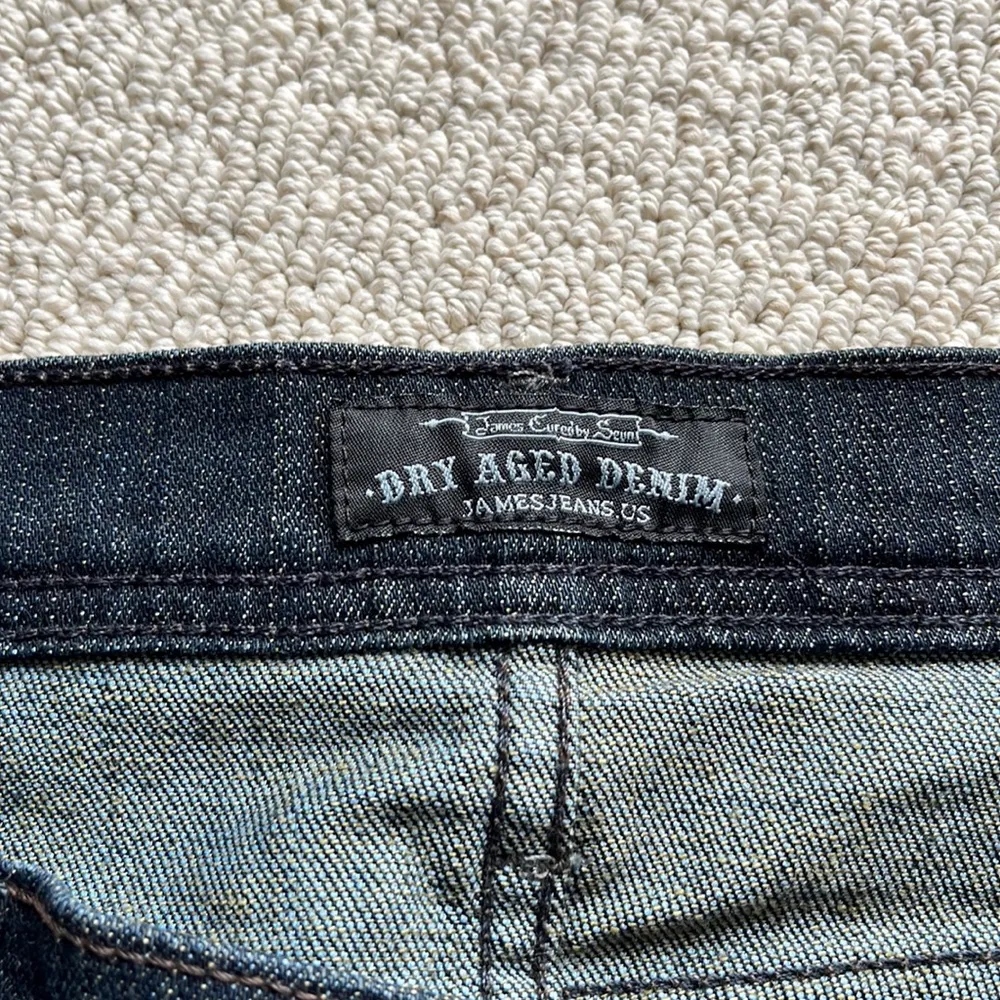 James Cured by Seun
DRY AGED DENIM
JAMESJEANS.US